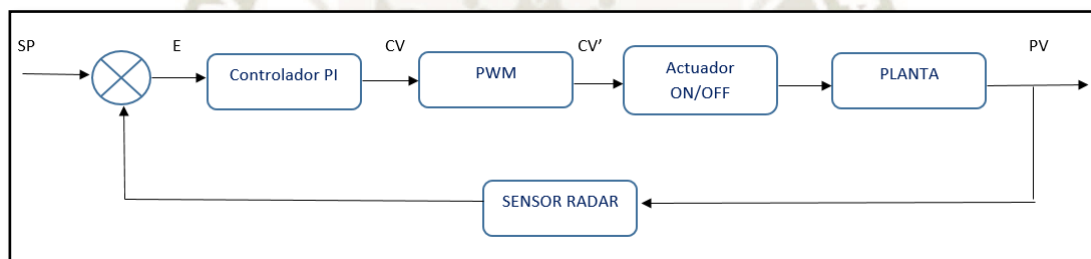 SP
E
Controlador PI
CV
PWM
CV'
Actuador
ON/OFF
PLANTA
PV
SENSOR RADAR